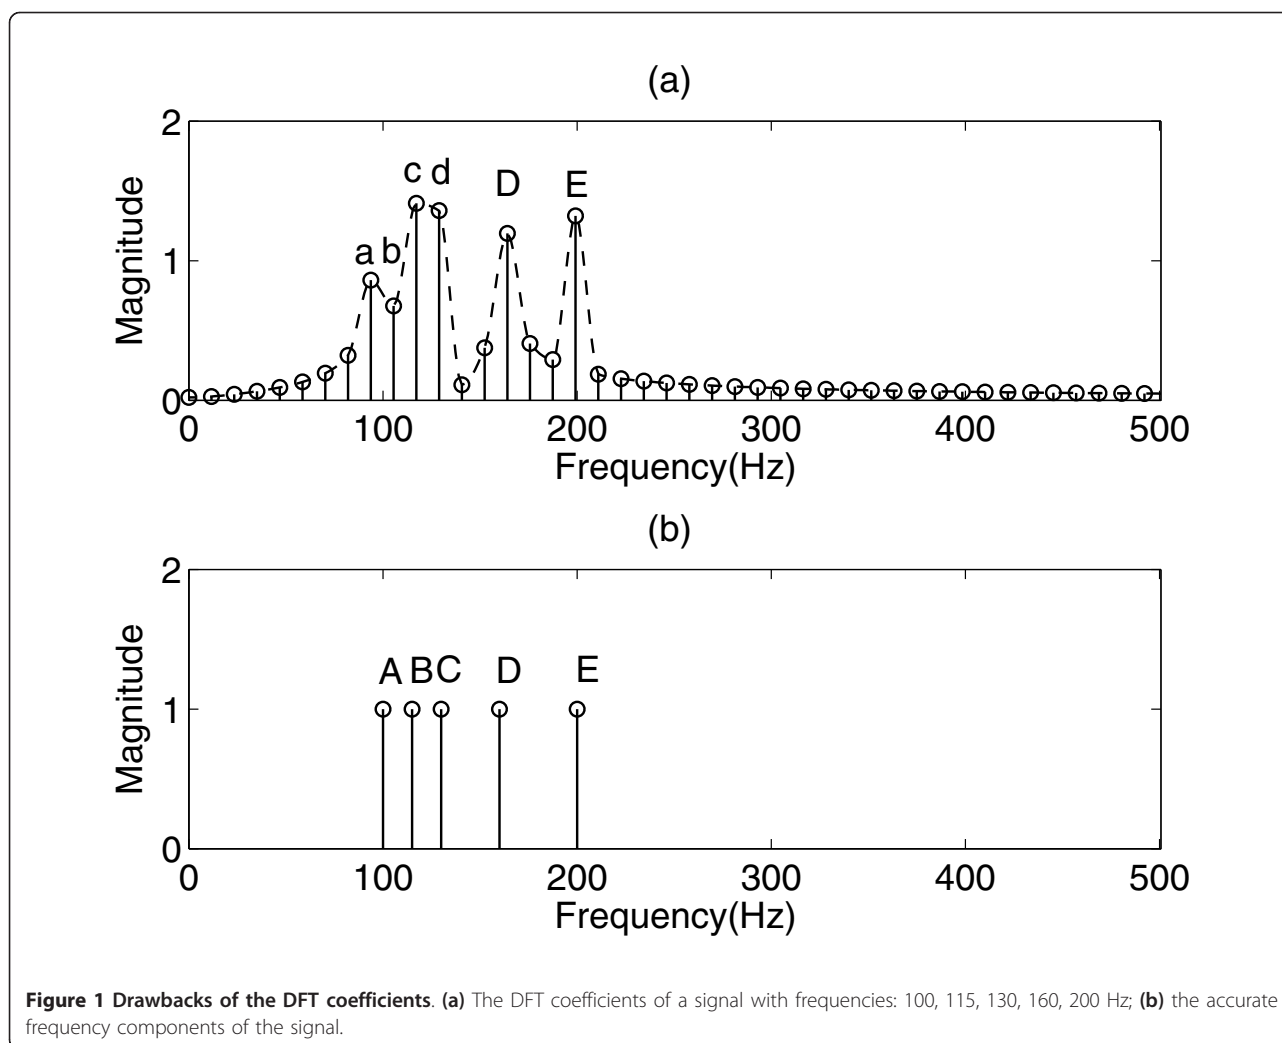 (a)
2
1
0
Magnitude
a b c d D E
0 100 200 300 400 500
Frequency(Hz)
(b)
2
1
0
Magnitude
A B C D E
0 100 200 300 400 500
Frequency(Hz)
Figure 1 Drawbacks of the DFT coefficients. (a) The DFT coefficients of a signal with frequencies: 100, 115, 130, 160, 200 Hz; (b) the accurate
frequency components of the signal.